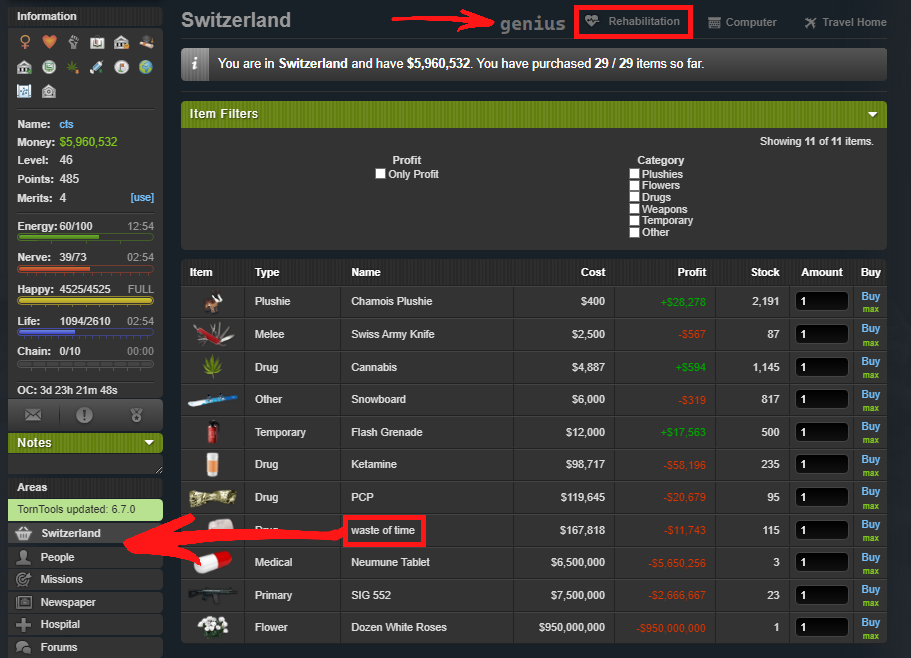 Information
Name: cts
Money: $5,960,532
Level: 46
Points: 485
Merits: 4 [use]
Energy: 60/100 12:54
Nerve: 39/73 02:54
Happy: 4525/4525 FULL
Life: 1094/2610 02:54
Chain: 0/10 00:00
OC: 3d 23h 21m 48s
Notes
Areas
TornTools updated: 6.7.0
Switzerland
People
Missions
Newspaper
Hospital
Forums
Switzerland
genius
Rehabilitation
Computer
Travel Home
i You are in Switzerland and have $5,960,532. You have purchased 29 / 29 items so far.
Item Filters
Showing 11 of 11 items.
Profit
Only Profit
Category
Plushies
Flowers
Drugs
Weapons
Temporary
Other
Item Type Name Cost Profit Stock Amount Buy
Plushie Chamois Plushie $400 +$28,278 2,191 1 Buy
max
Melee Swiss Army Knife $2,500 -$567 87 1 Buy
max
Drug Cannabis $4,887 +$594 1,145 1 Buy
max
Other Snowboard $6,000 -$319 817 1 Buy
max
Temporary Flash Grenade $12,000 +$17,563 500 1 Buy
max
Drug Ketamine $98,717 -$58,196 235 1 Buy
max
Drug PCP $119,645 -$20,679 95 1 Buy
max
Drug waste of time $167,818 -$11,743 115 1 Buy
max
Medical Neumune Tablet $6,500,000 -$5,650,256 3 1 Buy
max
Primary SIG 552 $7,500,000 -$2,666,667 23 1 Buy
max
Flower Dozen White Roses $950,000,000 -$950,000,000 1 1 Buy
max